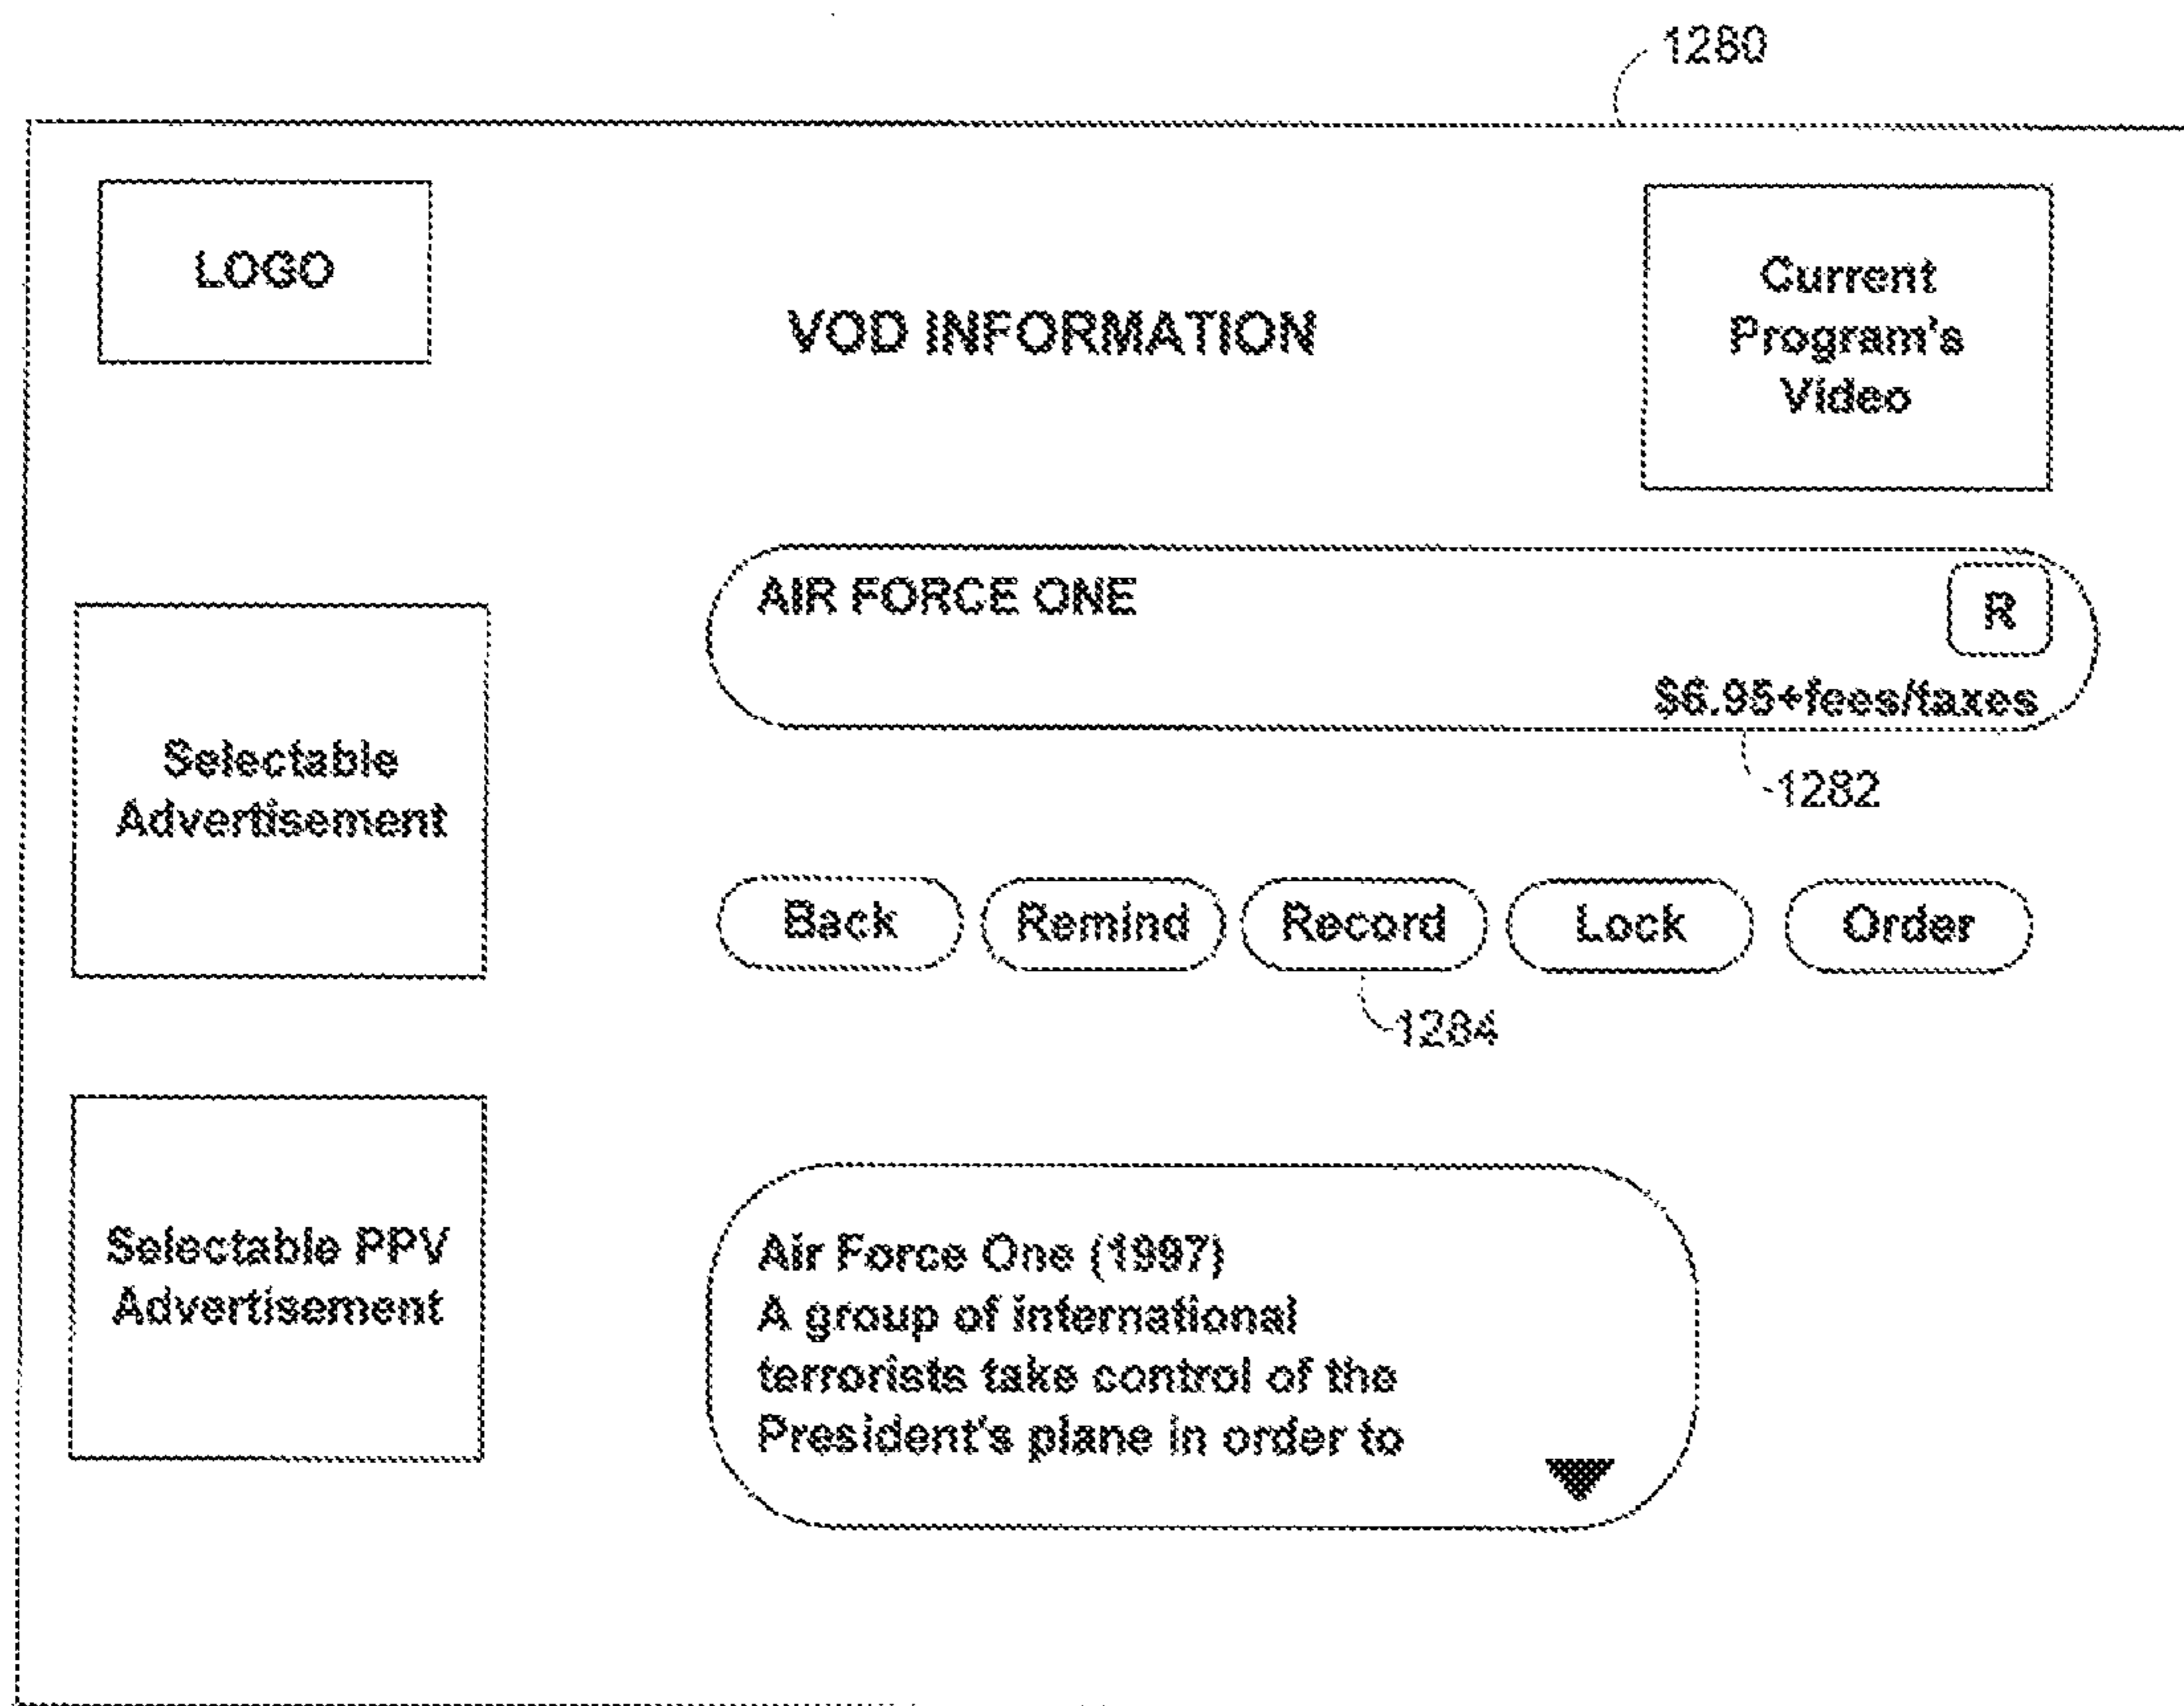 1280
LOGO
VOD INFORMATION
Current
Program's
Video
AIR FORCE ONE
R
$6.95+fees/taxes
1282
Selectable
Advertisement
Back
Remind
Record
Lock
Order
1284
Selectable PPV
Advertisement
Air Force One (1997)
A group of international
terrorists take control of the
President's plane in order to